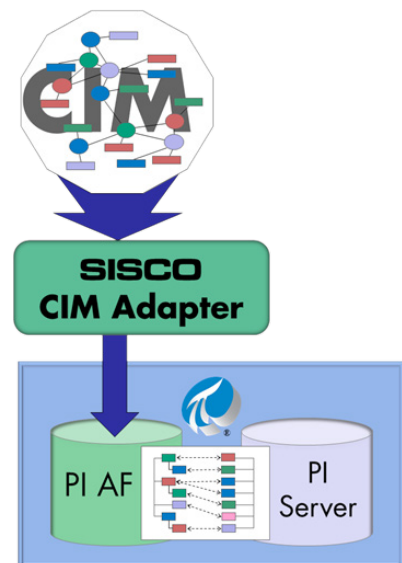 CIM
SISCO
CIM Adapter
®
PI AF
PI
Server